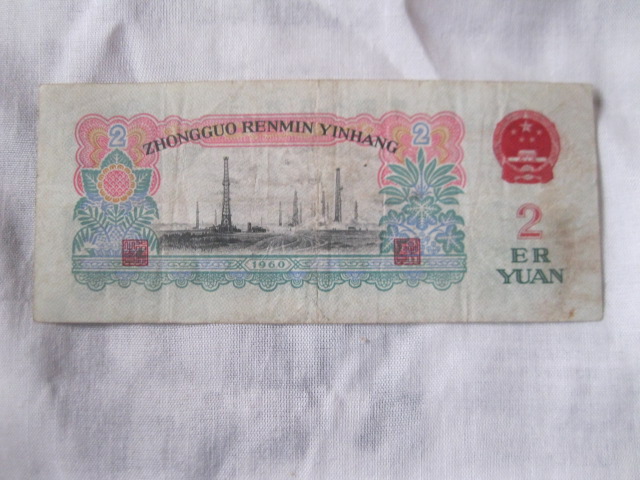 ZHONGGUO RENMIN YINHANG
2
2
1960
2
ER
YUAN